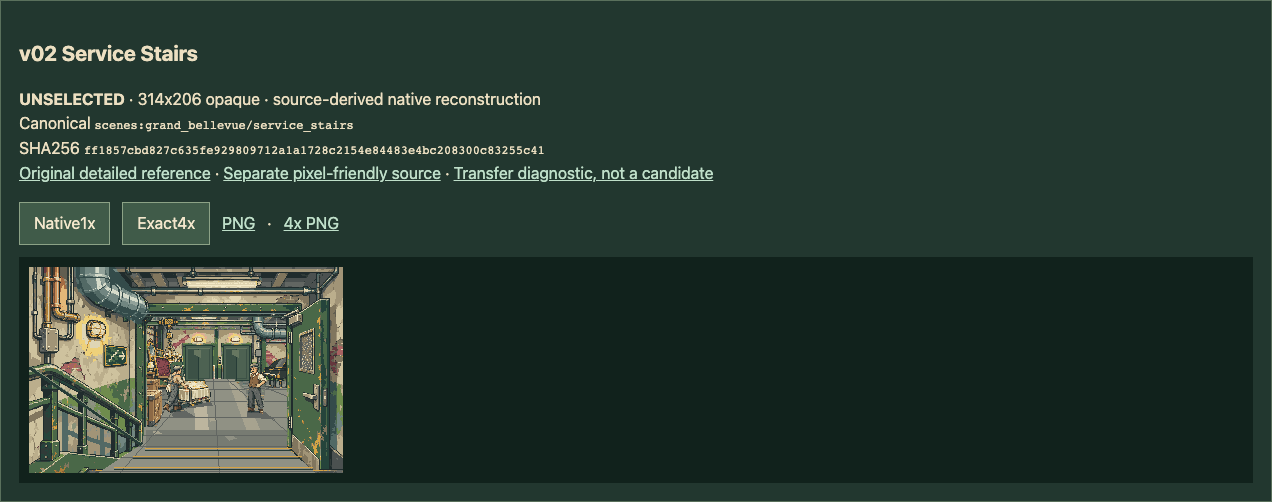 v02 Service Stairs
UNSELECTED · 314x206 opaque · source-derived native reconstruction
Canonical scenes:grand_bellevue/service_stairs
SHA256 ff1857cbd827c635fe929809712a1a1728c2154e84483e4bc208300c83255c41
Original detailed reference · Separate pixel-friendly source · Transfer diagnostic, not a candidate
Native1x Exact4x PNG · 4x PNG